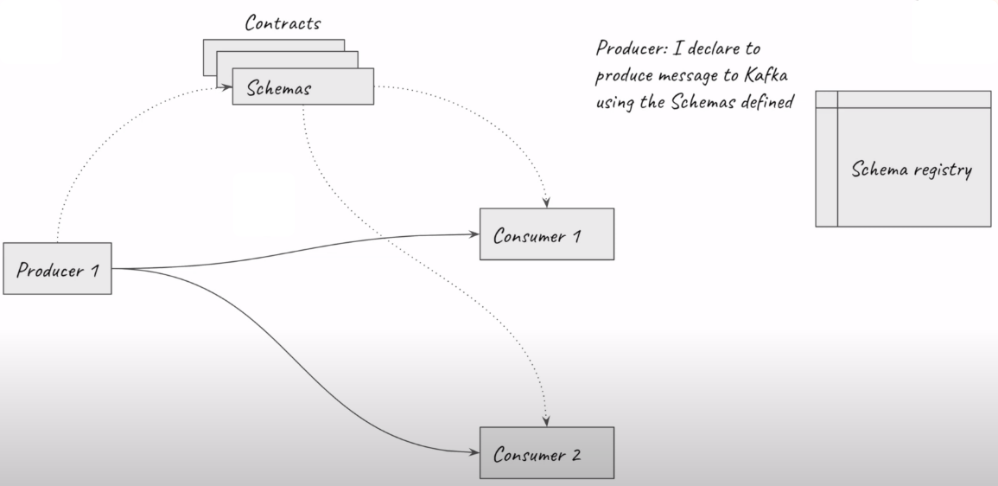 Contracts
Schemas
Producer: I declare to
produce message to Kafka
using the Schemas defined
Schema registry
Consumer 1
Producer 1
Consumer 2